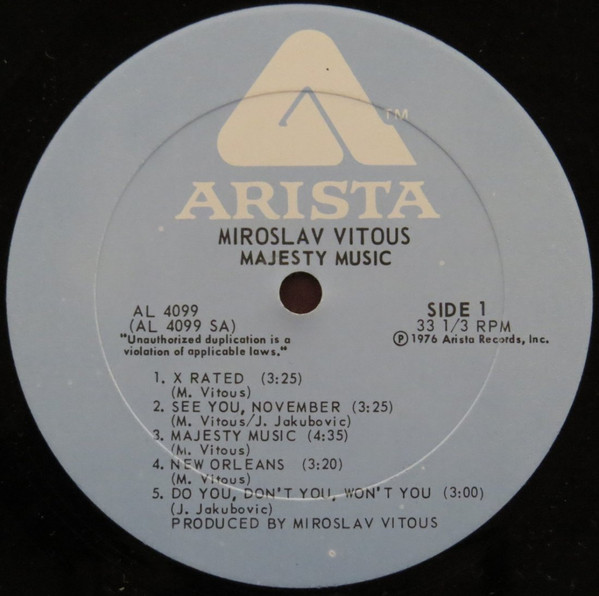 TM
ARISTA
MIROSLAV VITOUS
MAJESTY MUSIC
AL 4099
(AL 4099 SA)
"Unauthorized duplication is a
violation of applicable laws."
SIDE 1
33 1/3 RPM
Ⓟ 1976 Arista Records, Inc.
1. X RATED (3:25)
(M. Vitous)
2. SEE YOU, NOVEMBER (3:25)
(M. Vitous/J. Jakubovic)
3. MAJESTY MUSIC (4:35)
(M. Vitous)
4. NEW ORLEANS (3:20)
(M. Vitous)
5. DO YOU, DON'T YOU, WON'T YOU (3:00)
(J. Jakubovic)
PRODUCED BY MIROSLAV VITOUS